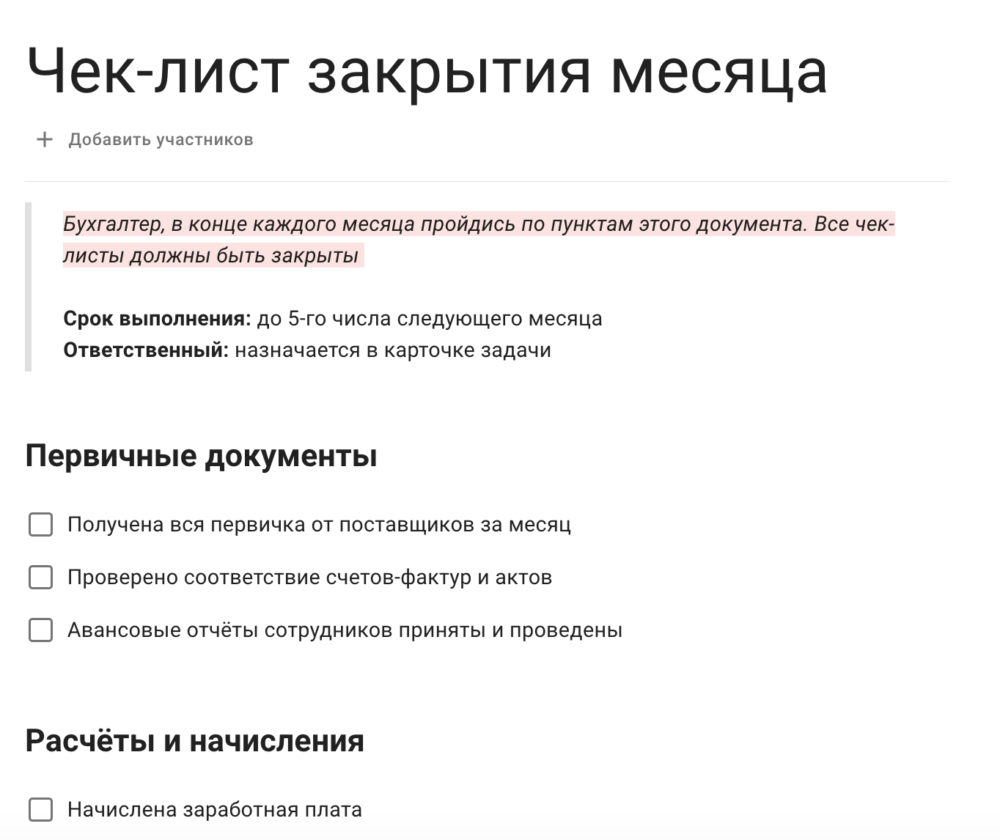 Чек-лист закрытия месяца
Добавить участников
Бухгалтер, в конце каждого месяца пройдись по пунктам этого документа. Все чек-
листы должны быть закрыты
Срок выполнения: до 5-го числа следующего месяца
Ответственный: назначается в карточке задачи
Первичные документы
Получена вся первичка от поставщиков за месяц
Проверено соответствие счетов-фактур и актов
Авансовые отчёты сотрудников приняты и проведены
Расчёты и начисления
Начислена заработная плата